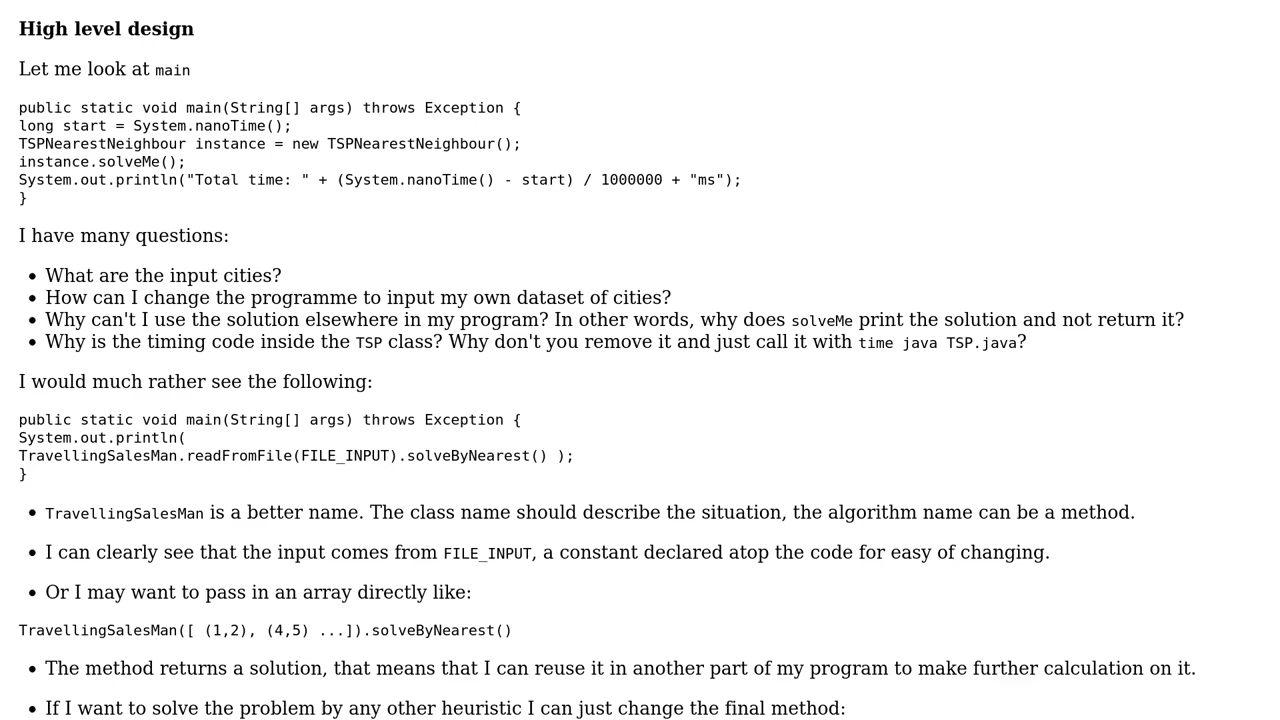 High level design
Let me look at main
public static void main(String[] args) throws Exception {
long start = System.nanoTime();
TSPNearestNeighbour instance = new TSPNearestNeighbour();
instance.solveMe();
System.out.println("Total time: " + (System.nanoTime() - start) / 1000000 + "ms");
}
I have many questions:
• What are the input cities?
• How can I change the programme to input my own dataset of cities?
• Why can't I use the solution elsewhere in my program? In other words, why does solveMe print the solution and not return it?
• Why is the timing code inside the TSP class? Why don't you remove it and just call it with time java TSP.java?
I would much rather see the following:
public static void main(String[] args) throws Exception {
System.out.println(
TravellingSalesMan.readFromFile(FILE_INPUT).solveByNearest() );
}
• TravellingSalesMan is a better name. The class name should describe the situation, the algorithm name can be a method.
• I can clearly see that the input comes from FILE_INPUT, a constant declared atop the code for easy of changing.
• Or I may want to pass in an array directly like:
TravellingSalesMan([ (1,2), (4,5) ...]).solveByNearest()
• The method returns a solution, that means that I can reuse it in another part of my program to make further calculation on it.
• If I want to solve the problem by any other heuristic I can just change the final method: